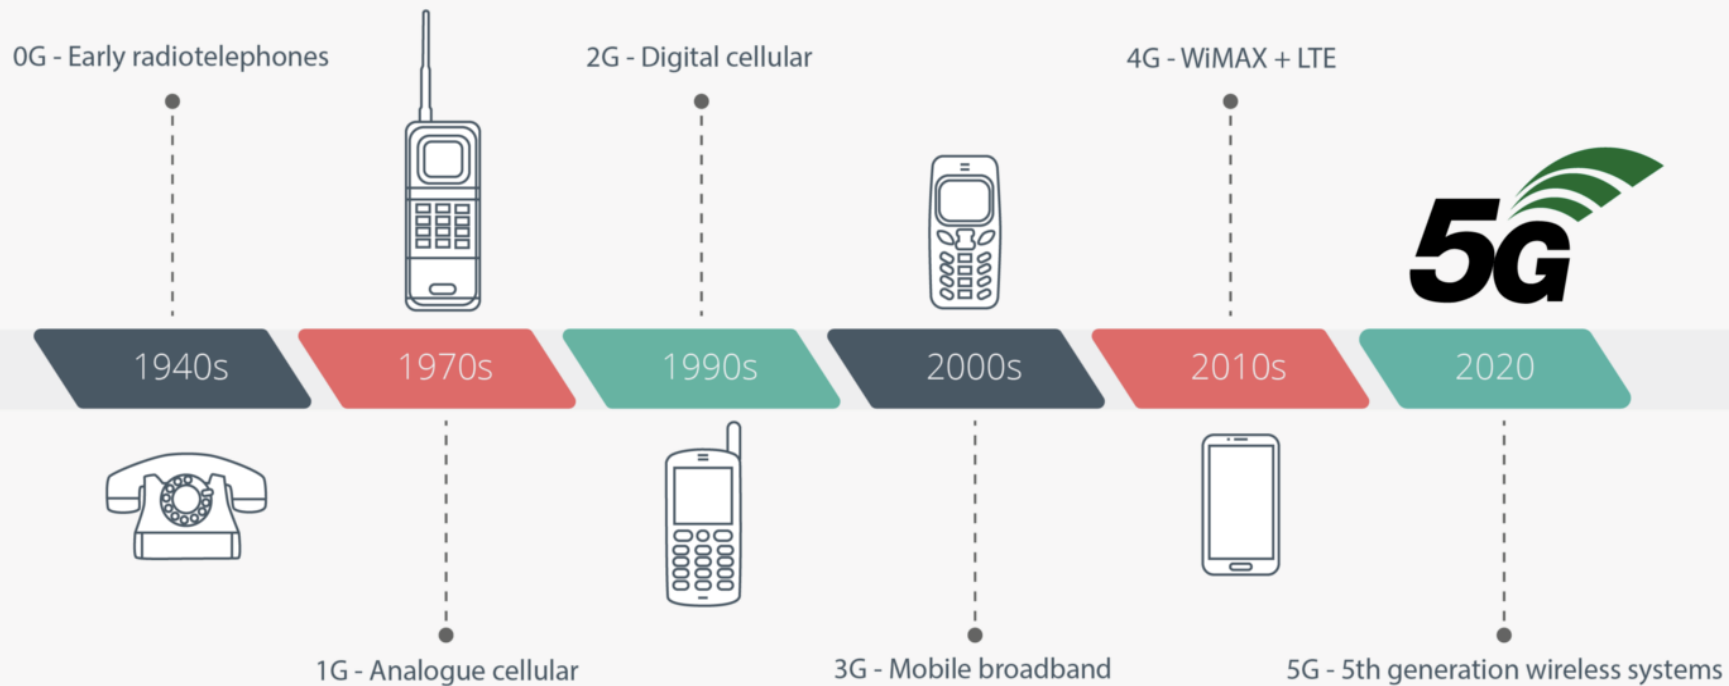 0G - Early radiotelephones
2G - Digital cellular
4G - WiMAX + LTE
5G
1940s
1970s
1990s
2000s
2010s
2020
1G - Analogue cellular
3G - Mobile broadband
5G - 5th generation wireless systems